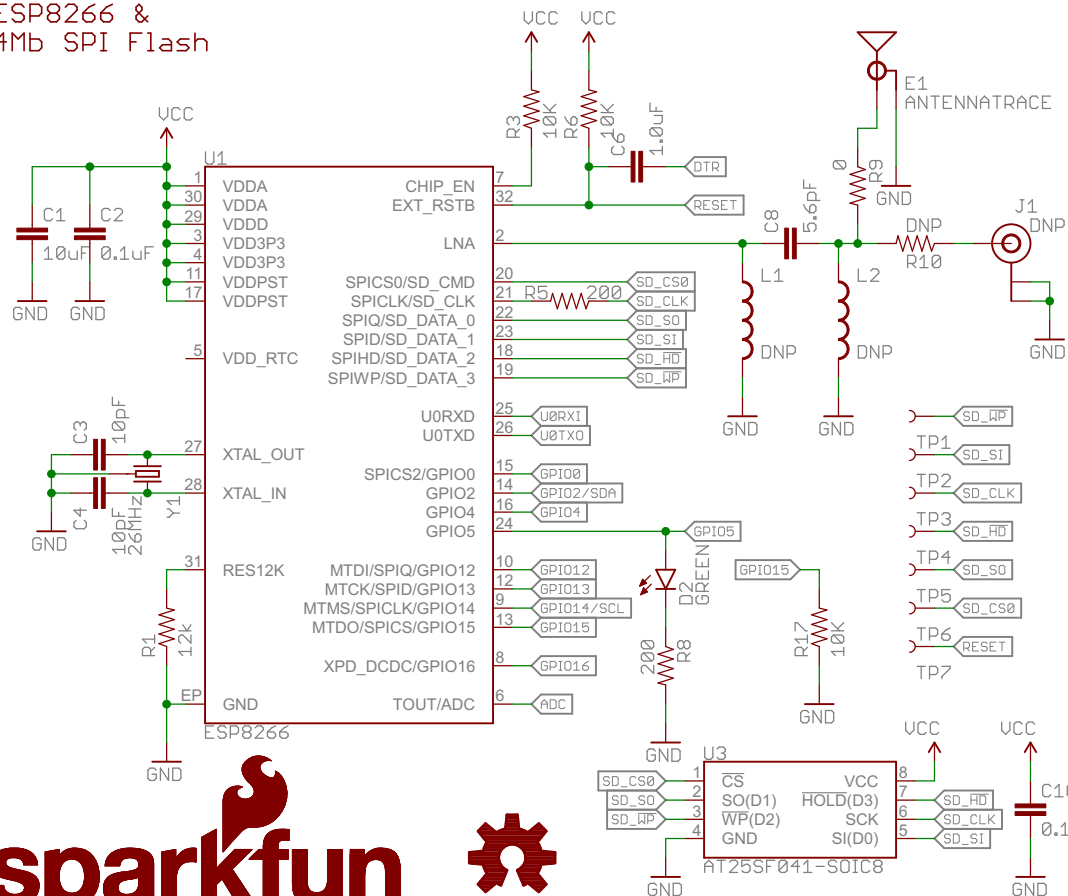 ESP8266 &
4Mb SPI Flash
VCC
VCC
VCC
R3
10K
R6
10K
C6
1.0uF
DTR
RESET
E1
ANTENNATRACE
0
R9
GND
C8
5.6pF
DNP
R10
J1
DNP
GND
L1
DNP
GND
L2
DNP
GND
C1
10uF
GND
C2
0.1uF
GND
U1
1 VDDA
30 VDDA
29 VDDD
3 VDD3P3
4 VDD3P3
11 VDDPST
17 VDDPST
5 VDD_RTC
27 XTAL_OUT
28 XTAL_IN
31 RES12K
EP GND
CHIP_EN 7
EXT_RSTB 32
LNA 2
SPICS0/SD_CMD 20 SD_CS0
SPICLK/SD_CLK 21 R5 200 SD_CLK
SPIQ/SD_DATA_0 22 SD_SO
SPID/SD_DATA_1 23 SD_SI
SPIHD/SD_DATA_2 18 SD_HD
SPIWP/SD_DATA_3 19 SD_WP
U0RXD 25 U0RXI
U0TXD 26 U0TXO
SPICS2/GPIO0 15 GPIO0
GPIO2 14 GPIO2/SDA
GPIO4 16 GPIO4
GPIO5 24 GPIO5
MTDI/SPIQ/GPIO12 10 GPIO12
MTCK/SPID/GPIO13 12 GPIO13
MTMS/SPICLK/GPIO14 9 GPIO14/SCL
MTDO/SPICS/GPIO15 13 GPIO15
XPD_DCDC/GPIO16 8 GPIO16
TOUT/ADC 6 ADC
ESP8266
C3
10pF
C4
10pF
26MHz
Y1
GND
R1
12k
GND
D2
GREEN
200
R8
GND
GPIO15
R17
10K
GND
SD_WP
TP1
SD_SI
TP2
SD_CLK
TP3
SD_HD
TP4
SD_SO
TP5
SD_CS0
TP6
RESET
TP7
U3
SD_CS0 1 CS
SD_SO 2 SO(D1)
SD_WP 3 WP(D2)
4 GND
GND
VCC 8 VCC
HOLD(D3) 7 SD_HD
SCK 6 SD_CLK
SI(D0) 5 SD_SI
AT25SF041-SOIC8
VCC
0.1
GND
sparkfun